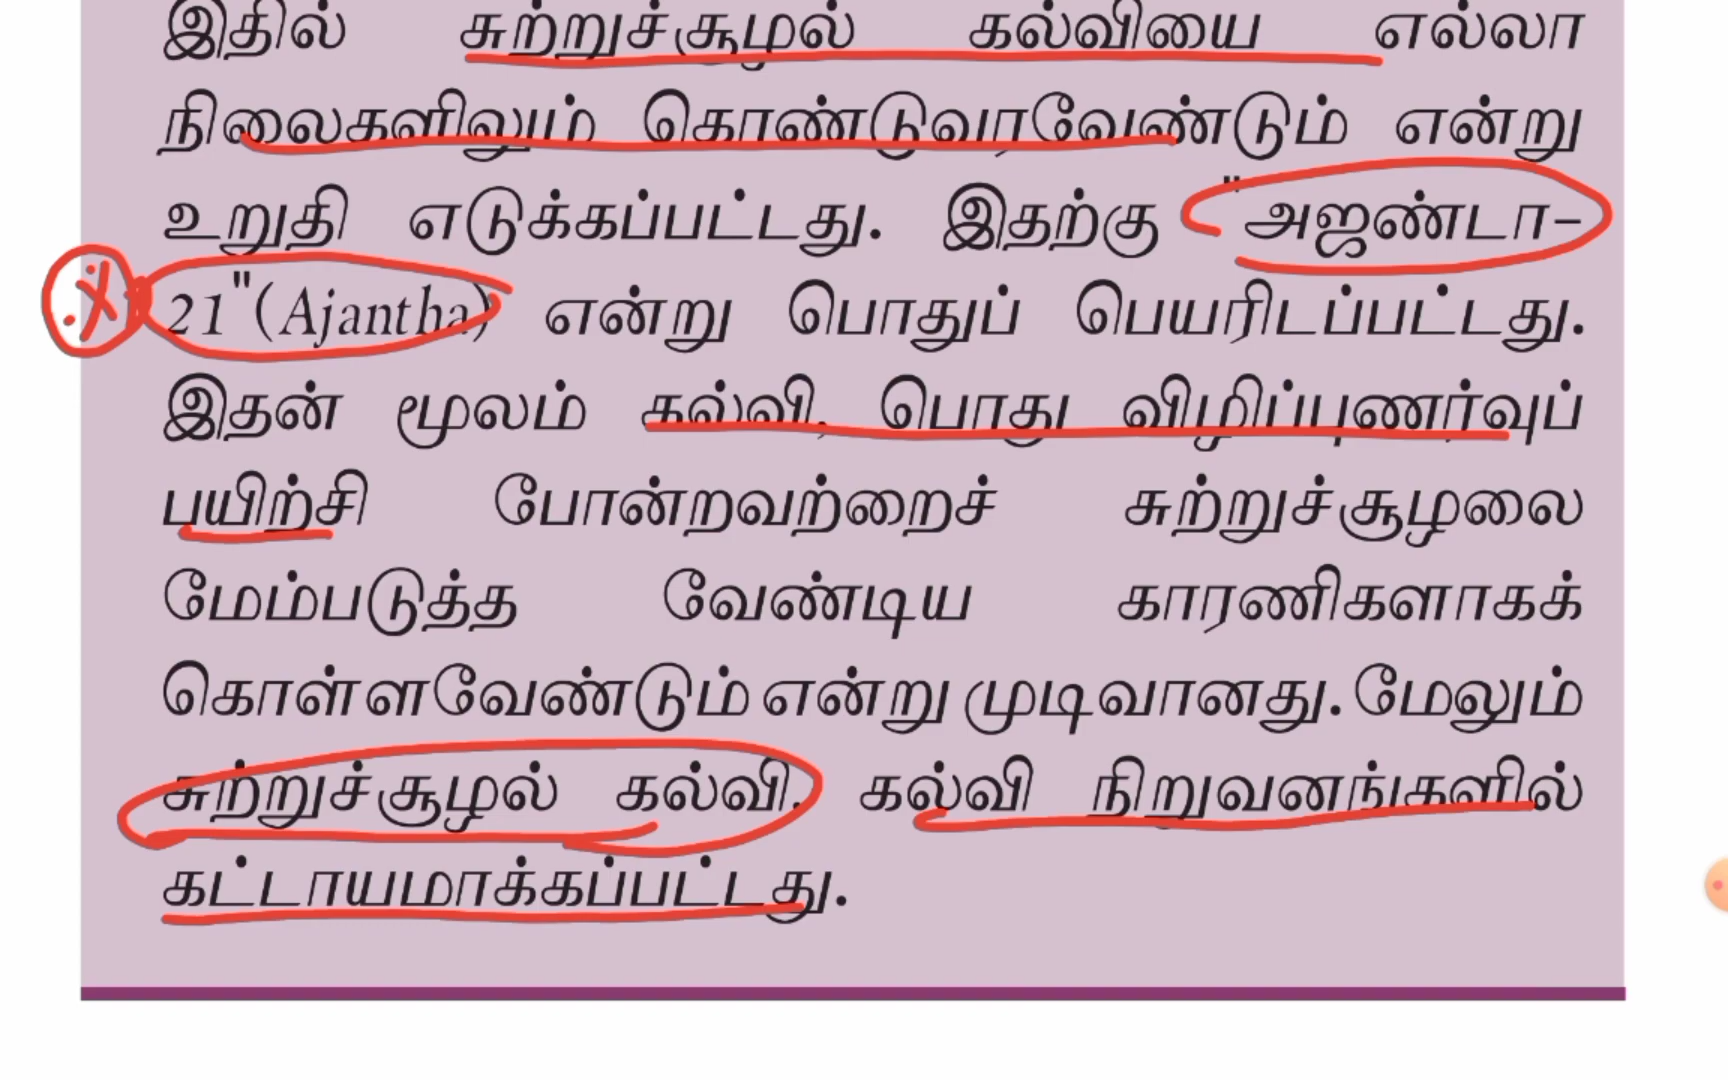 இதில் சுற்றுச்சூழல் கல்வியை எல்லா
நிலைகளிலும் கொண்டுவரவேண்டும் என்று
உறுதி எடுக்கப்பட்டது. இதற்கு "அஜண்டா-
21"(Ajantha) என்று பொதுப் பெயரிடப்பட்டது.
இதன் மூலம் கல்வி, பொது விழிப்புணர்வுப்
பயிற்சி போன்றவற்றைச் சுற்றுச்சூழலை
மேம்படுத்த வேண்டிய காரணிகளாகக்
கொள்ளவேண்டும் என்று முடிவானது. மேலும்
சுற்றுச்சூழல் கல்வி, கல்வி நிறுவனங்களில்
கட்டாயமாக்கப்பட்டது.